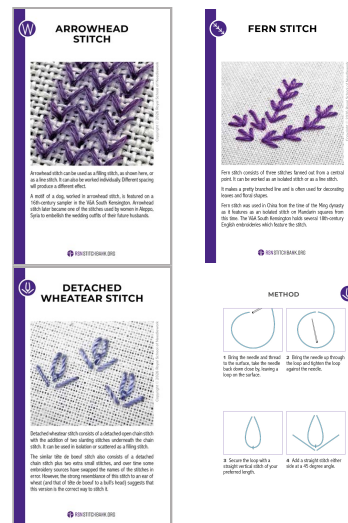 ARROWHEAD
STITCH
Copyright © 2020 Royal School of Needlework
Arrowhead stitch can be used as a filling stitch, as shown here, or
as a line stitch. It can also be worked individually. Different spacing
will produce a different effect.
A motif of a dog, worked in arrowhead stitch, is featured on a
16th-century sampler in the V&A South Kensington. Arrowhead
stitch later became one of the stitches used by women in Aleppo,
Syria to embellish the wedding outfits of their future husbands.
RSNSTITCHBANK.ORG
FERN STITCH
Fern stitch consists of three stitches fanned out from a central
point. It can be worked as an isolated stitch or as a line stitch.
It makes a pretty branched line and is often used for decorating
leaves and floral shapes.
Fern stitch was used in China from the time of the Ming dynasty
as it features as an isolated stitch on Mandarin squares from
this time. The V&A South Kensington holds several 18th-century
English embroideries which feature the stitch.
RSNSTITCHBANK.ORG
DETACHED
WHEATEAR STITCH
Detached wheatear stitch consists of a detached open chain stitch
with the addition of two slanting stitches underneath the chain
stitch. It can be used in isolation or scattered as a filling stitch.
The similar tête de boeuf stitch also consists of a detached
chain stitch plus two extra small stitches, and over time some
embroidery sources have swapped the names of the stitches in
error. However, the strong resemblance of this stitch to an ear of
wheat (and that of tête de boeuf to a bull's head) suggests that
this version is the correct way to stitch it.
RSNSTITCHBANK.ORG
METHOD
1 Bring the needle and thread
to the surface, take the needle
back down close by, leaving a
loop on the surface.
2 Bring the needle up through
the loop and tighten the loop
against the needle.
3 Secure the loop with a
straight vertical stitch of your
preferred length.
4 Add a straight stitch either
side at a 45 degree angle.